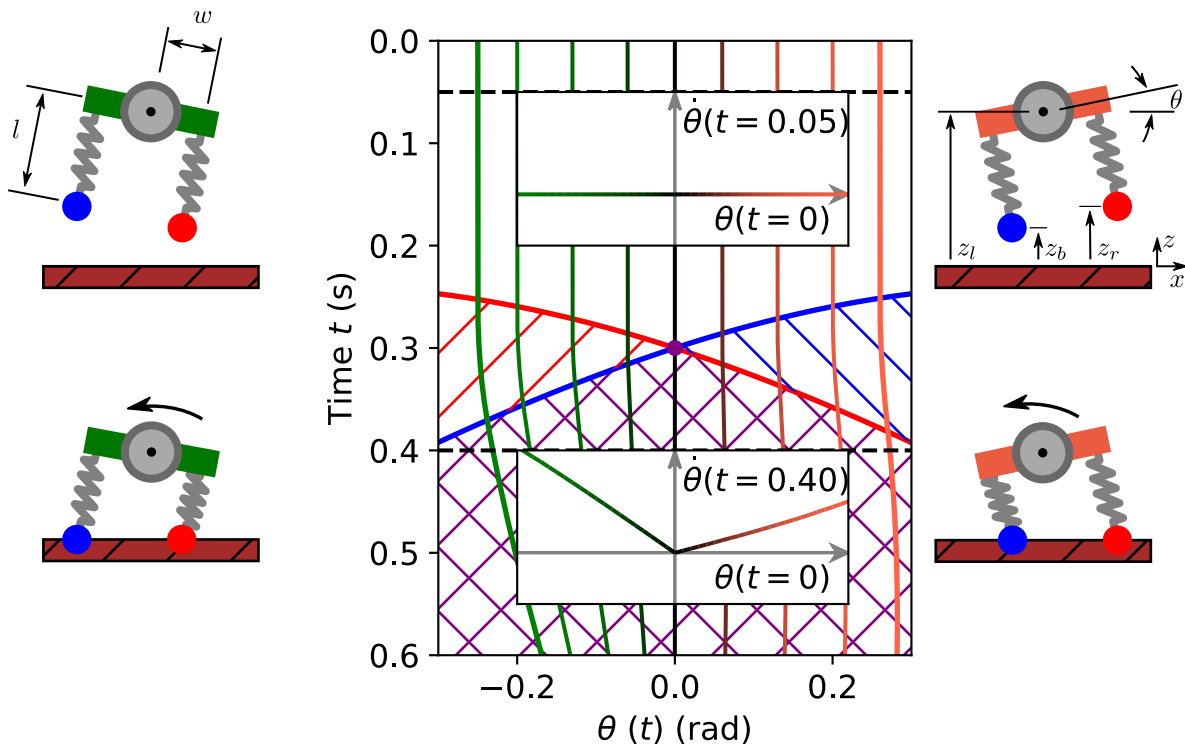 w
l
0.0
0.1
0.2
0.3
0.4
0.5
0.6
Time t (s)
θ̇(t = 0.05)
θ(t = 0)
θ̇(t = 0.40)
θ(t = 0)
−0.2
0.0
0.2
θ (t) (rad)
θ
z_l
z_b
z_r
z
x